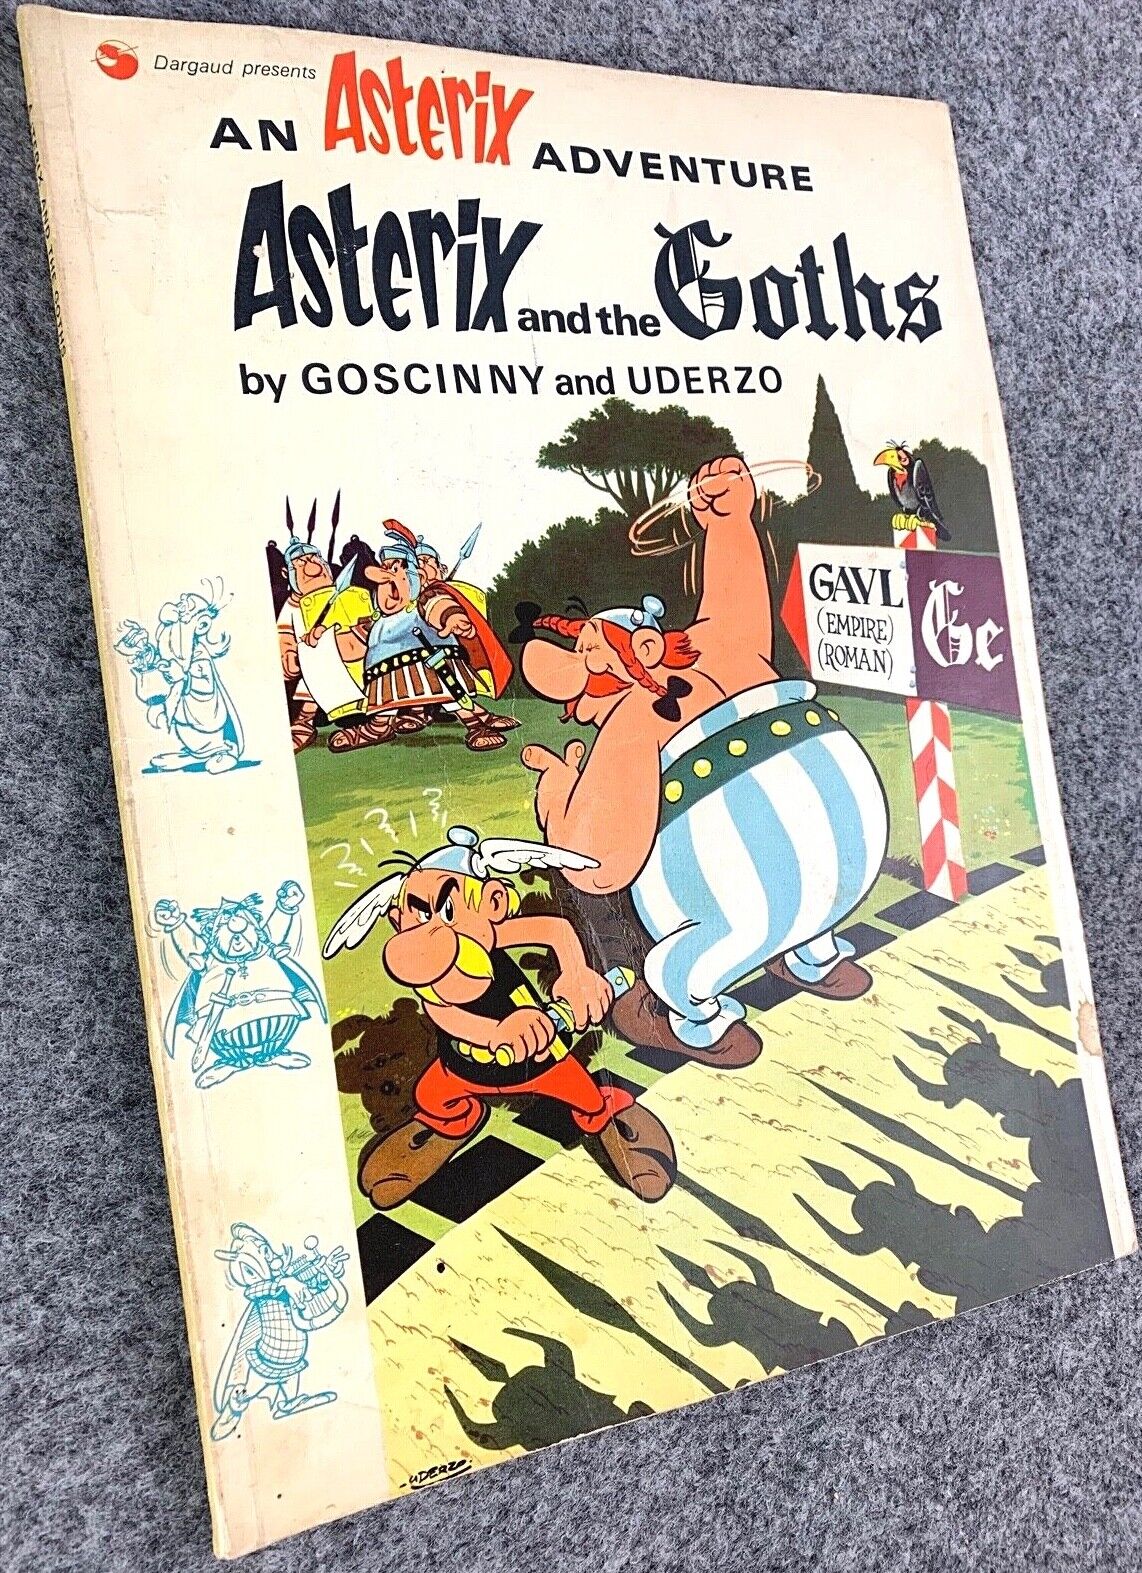 Dargaud presents
AN Asterix ADVENTURE
Asterix and the Goths
by GOSCINNY and UDERZO
GAVL
(EMPIRE)
(ROMAN)
Ge
UDERZO